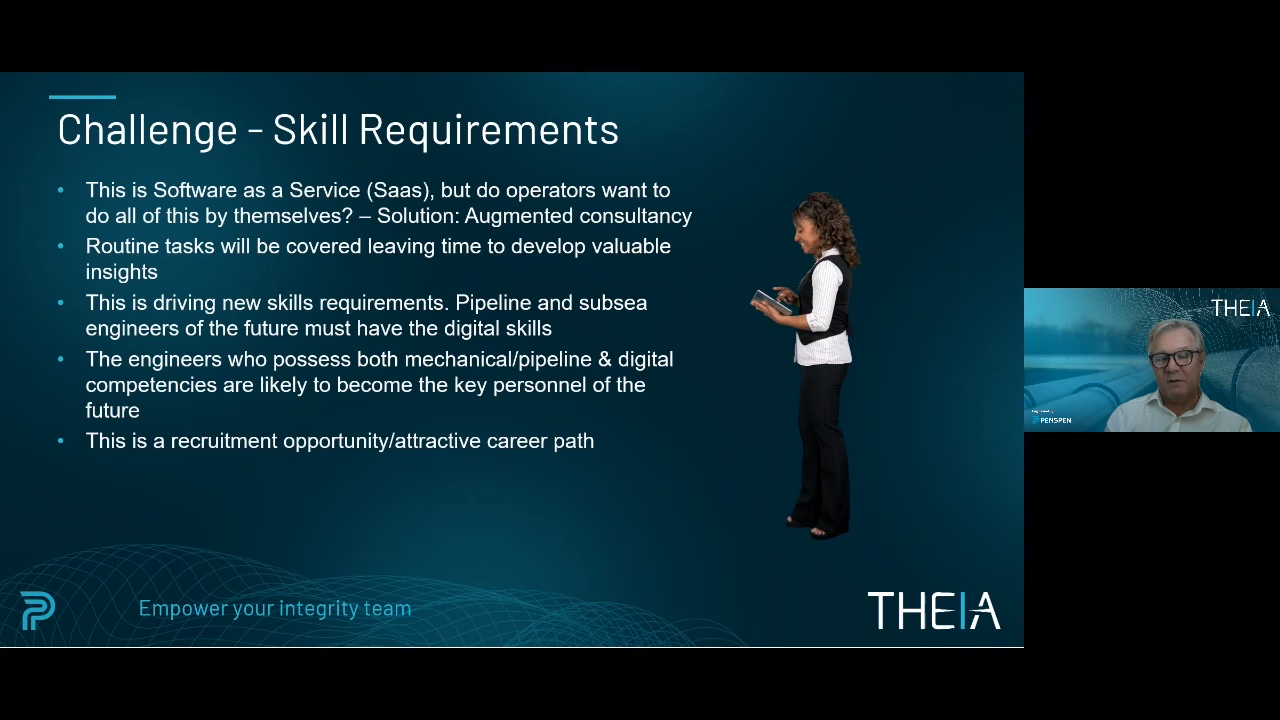 Challenge - Skill Requirements
• This is Software as a Service (Saas), but do operators want to
do all of this by themselves? – Solution: Augmented consultancy
• Routine tasks will be covered leaving time to develop valuable
insights
• This is driving new skills requirements. Pipeline and subsea
engineers of the future must have the digital skills
• The engineers who possess both mechanical/pipeline & digital
competencies are likely to become the key personnel of the
future
• This is a recruitment opportunity/attractive career path
Empower your integrity team
THEIA
THEIA
PENSPEN